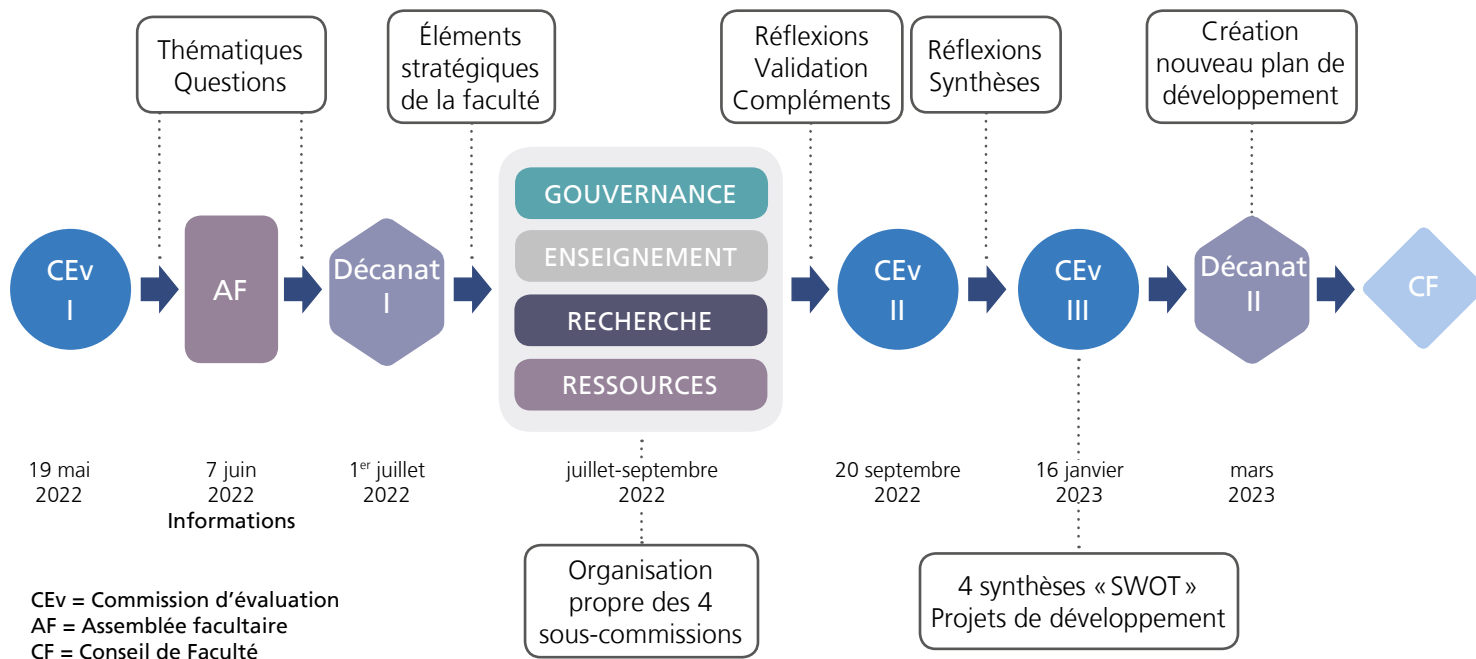 Thématiques
Questions
Éléments
stratégiques
de la faculté
Réflexions
Validation
Compléments
Réflexions
Synthèses
Création
nouveau plan de
développement
CEv
I
AF
Décanat
I
GOUVERNANCE
ENSEIGNEMENT
RECHERCHE
RESSOURCES
CEv
II
CEv
III
Décanat
II
CF
19 mai
2022
7 juin
2022
Informations
1er juillet
2022
juillet-septembre
2022
20 septembre
2022
16 janvier
2023
mars
2023
Organisation
propre des 4
sous-commissions
4 synthèses « SWOT »
Projets de développement
CEv = Commission d'évaluation
AF = Assemblée facultaire
CF = Conseil de Faculté